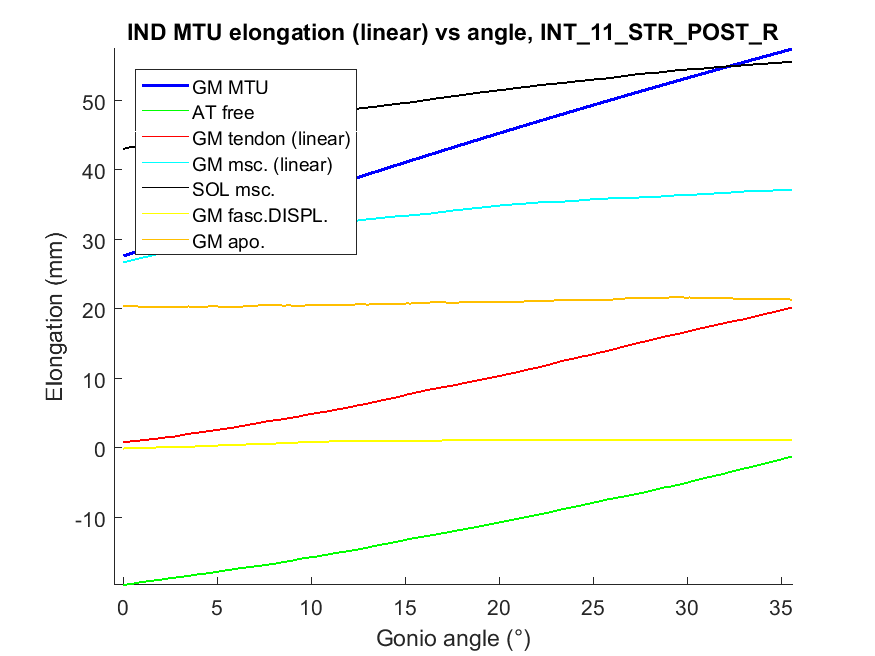 IND MTU elongation (linear) vs angle, INT_11_STR_POST_R
GM MTU
AT free
GM tendon (linear)
GM msc. (linear)
SOL msc.
GM fasc.DISPL.
GM apo.
Elongation (mm)
50
40
30
20
10
0
-10
0 5 10 15 20 25 30 35
Gonio angle (°)